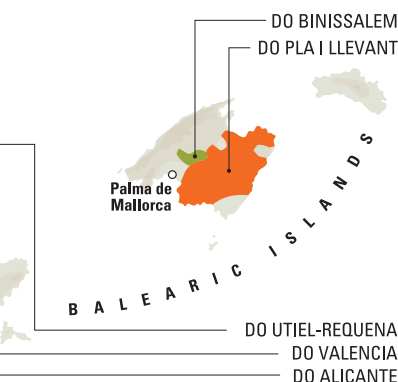 DO BINISSALEM
DO PLA I LLEVANT
Palma de
Mallorca
BALEARIC ISLANDS
DO UTIEL-REQUENA
DO VALENCIA
DO ALICANTE